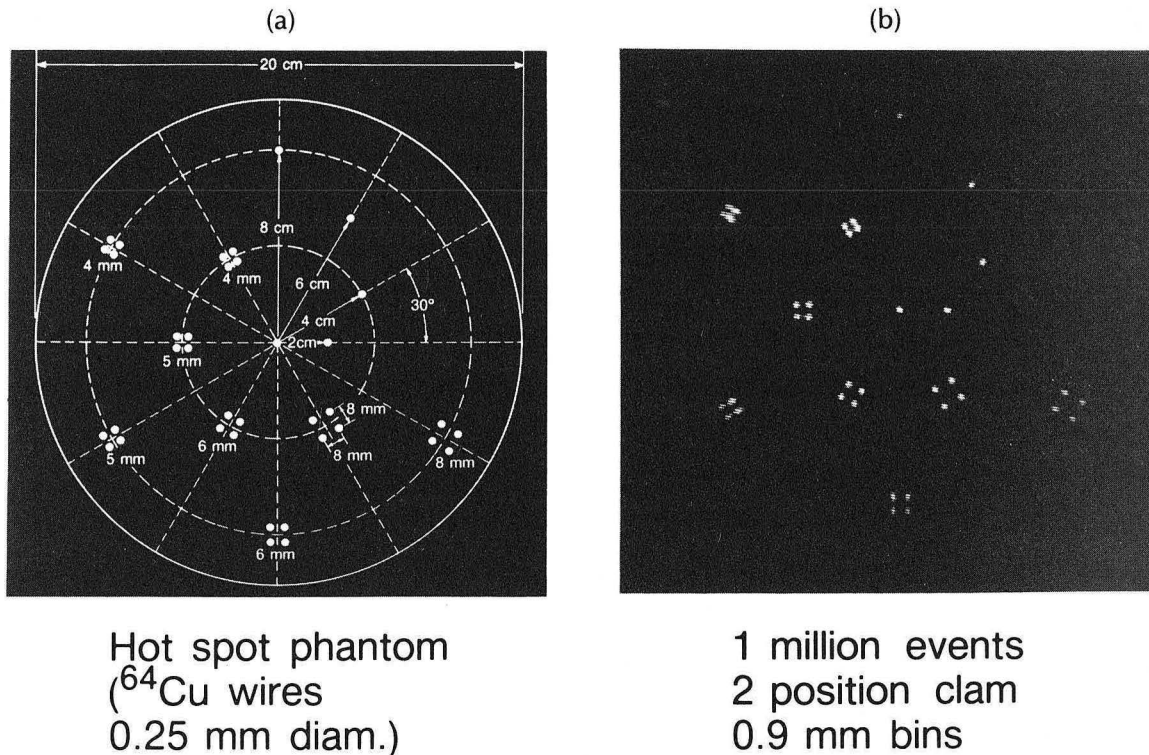 (a)
(b)
20 cm
8 cm
4 mm
4 mm
6 cm
30°
4 cm
2cm
5 mm
8 mm
5 mm
6 mm
8 mm
8 mm
6 mm
Hot spot phantom
(⁶⁴Cu wires
0.25 mm diam.)
1 million events
2 position clam
0.9 mm bins